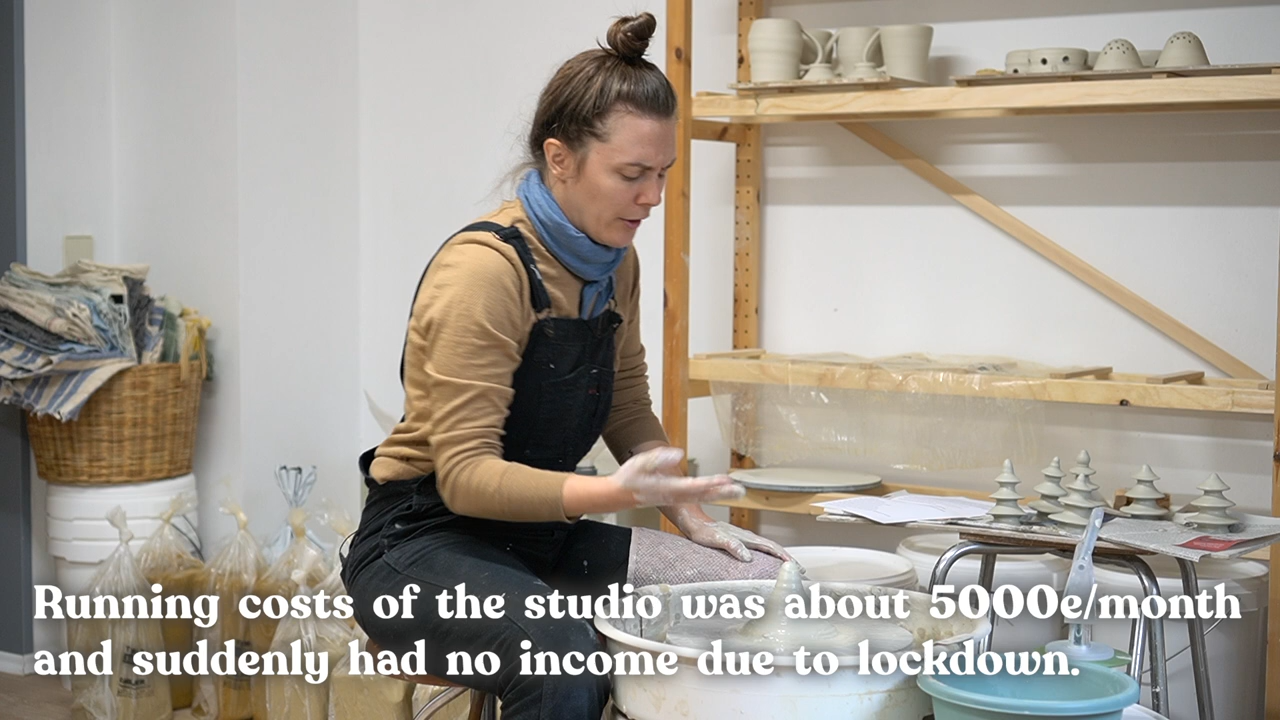 Running costs of the studio was about 5000e/month
and suddenly had no income due to lockdown.